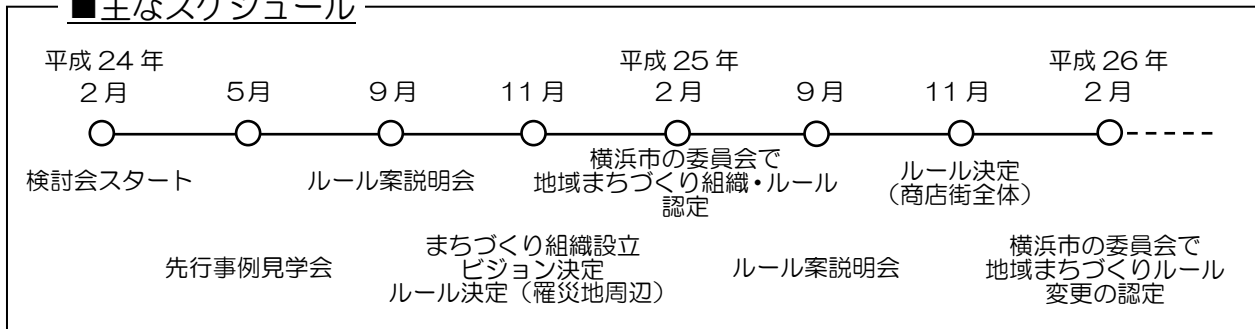 ■主なスケジュール
平成24年 平成25年 平成26年
2月 5月 9月 11月 2月 9月 11月 2月
検討会スタート
先行事例見学会
ルール案説明会
まちづくり組織設立
ビジョン決定
ルール決定（罹災地周辺）
横浜市の委員会で
地域まちづくり組織・ルール
認定
ルール案説明会
ルール決定
（商店街全体）
横浜市の委員会で
地域まちづくりルール
変更の認定